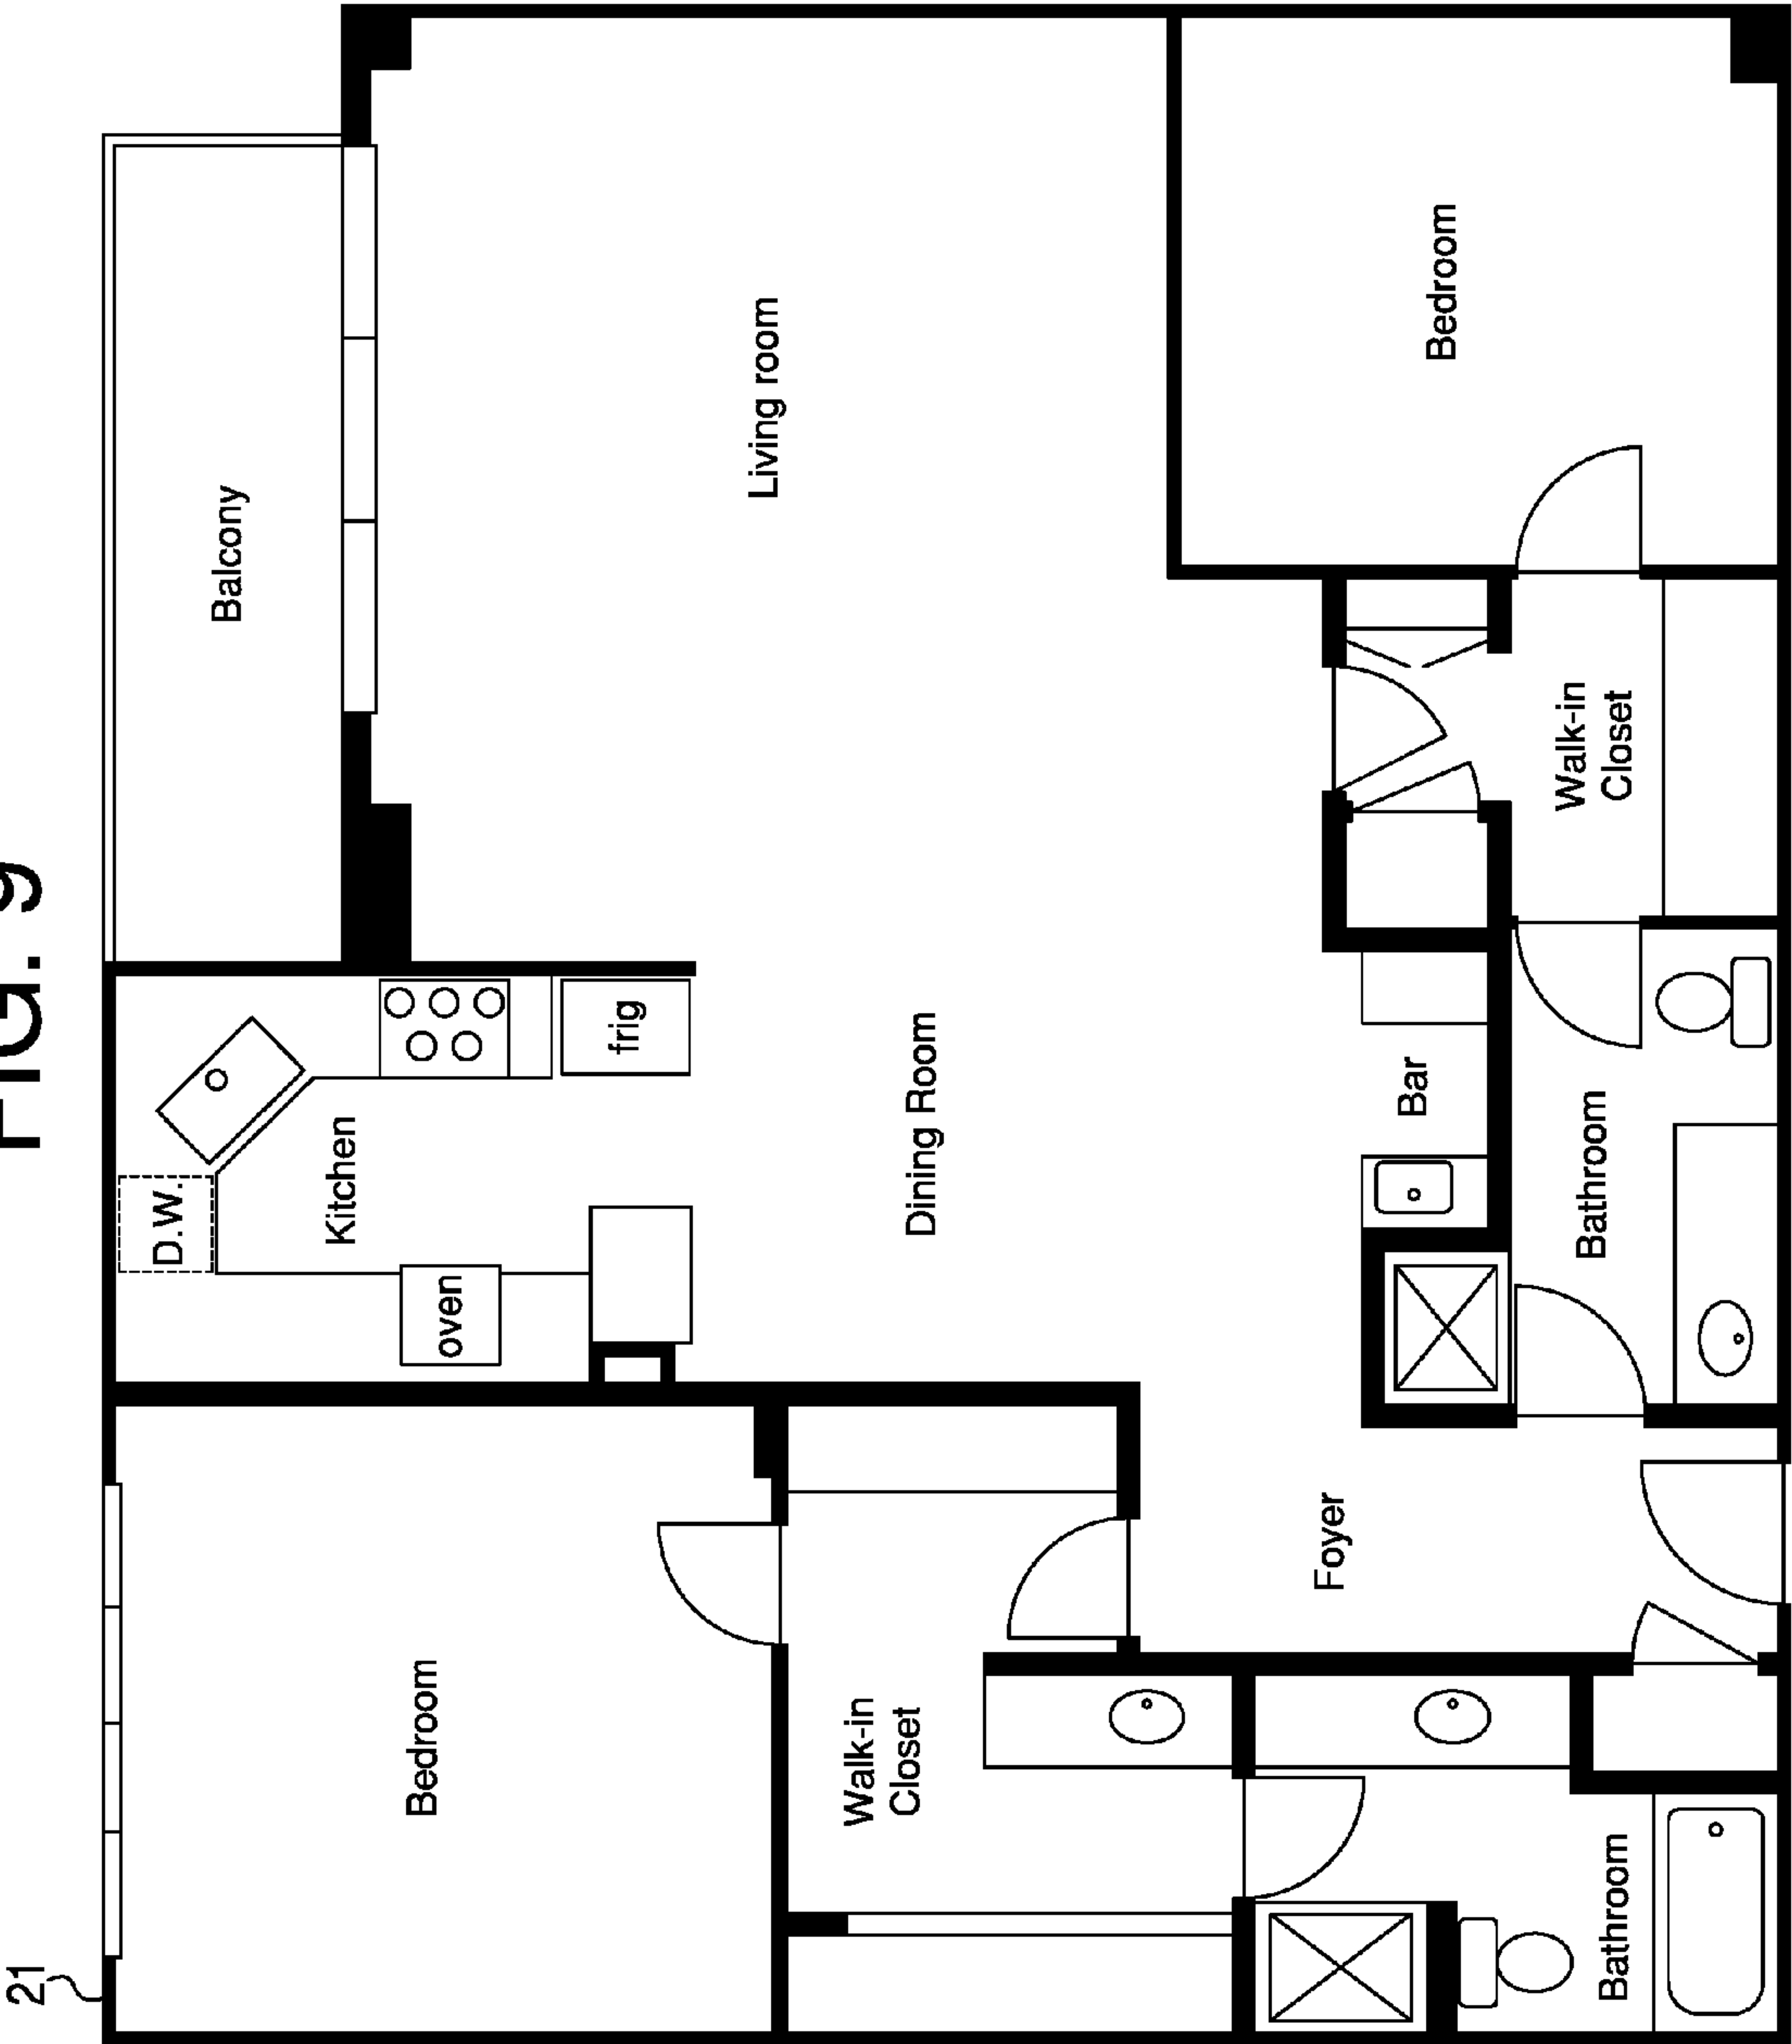 FIG. 9
21
D.W.
Balcony
Kitchen
Bedroom
oven
frig
Living room
Walk-in
Closet
Dining Room
Foyer
Bar
Bedroom
Walk-in
Closet
Bathroom
Bathroom